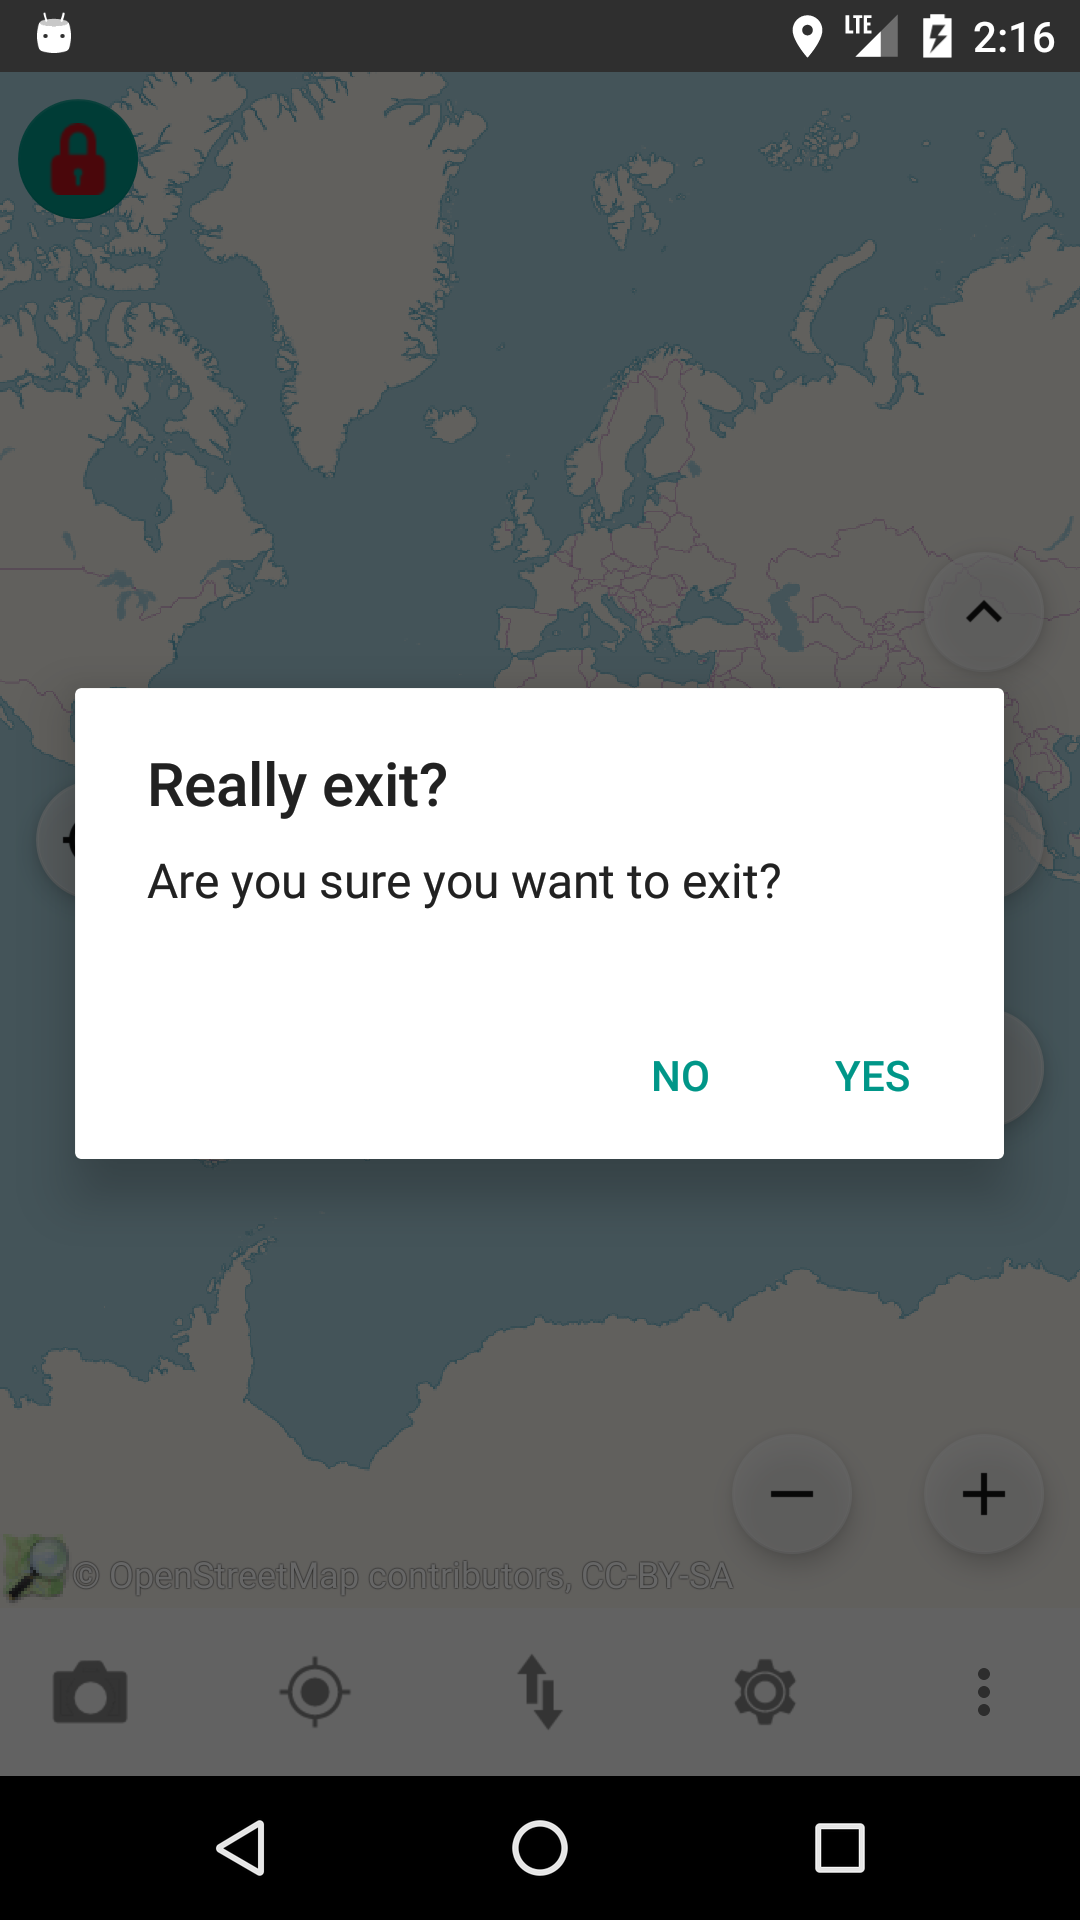 LTE 2:16
Really exit?
Are you sure you want to exit?
NO YES
© OpenStreetMap contributors, CC-BY-SA